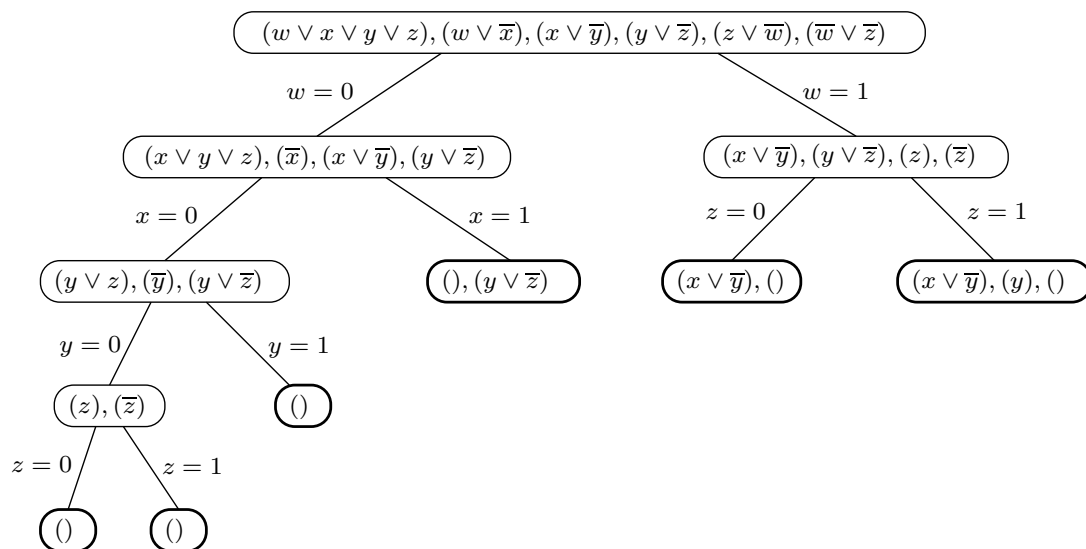 (w ∨ x ∨ y ∨ z), (w ∨ x̅), (x ∨ y̅), (y ∨ z̅), (z ∨ w̅), (w̅ ∨ z̅)
w = 0
w = 1
(x ∨ y ∨ z), (x̅), (x ∨ y̅), (y ∨ z̅)
(x ∨ y̅), (y ∨ z̅), (z), (z̅)
x = 0
x = 1
z = 0
z = 1
(y ∨ z), (y̅), (y ∨ z̅)
(), (y ∨ z̅)
(x ∨ y̅), ()
(x ∨ y̅), (y), ()
y = 0
y = 1
(z), (z̅)
()
z = 0
z = 1
()
()